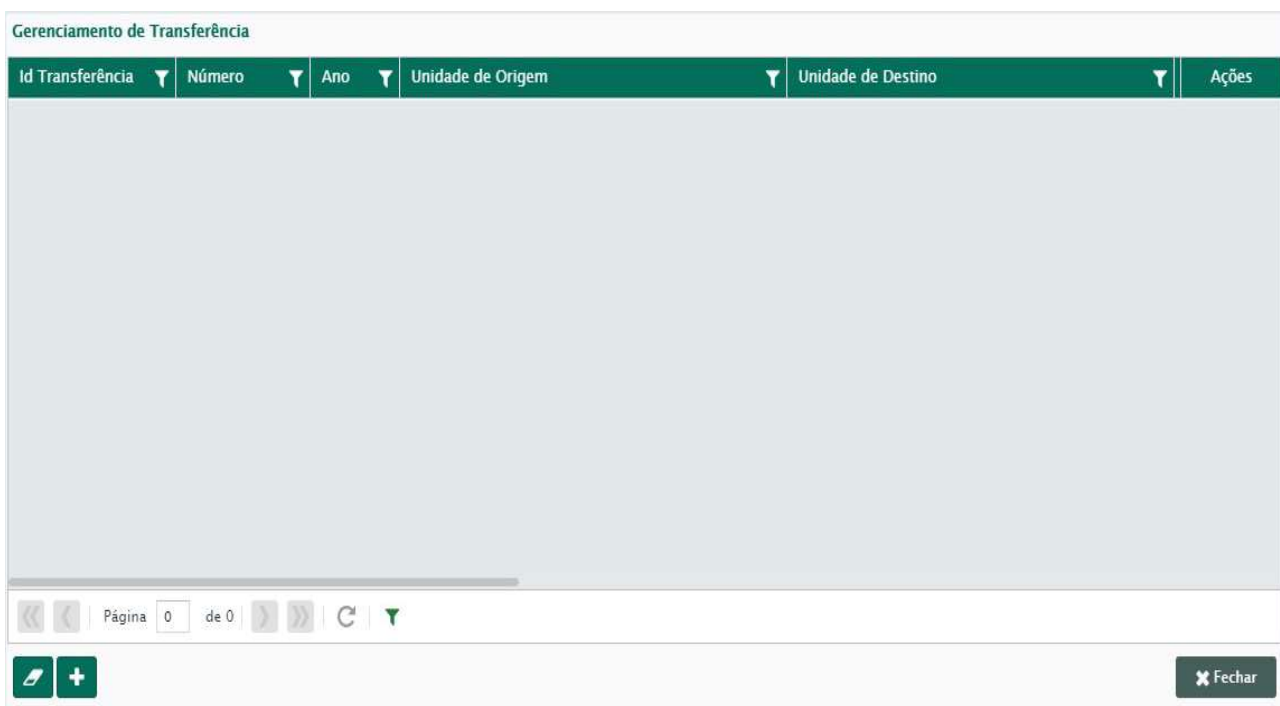 Gerenciamento de Transferência
Id Transferência Número Ano Unidade de Origem Unidade de Destino Ações
Página 0 de 0
Fechar